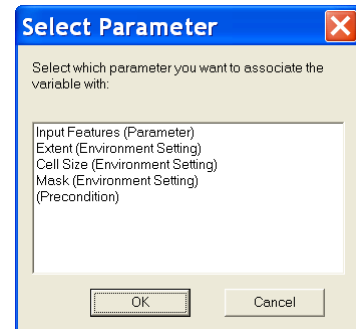 Select Parameter
Select which parameter you want to associate the
variable with:
Input Features (Parameter)
Extent (Environment Setting)
Cell Size (Environment Setting)
Mask (Environment Setting)
(Precondition)
OK
Cancel